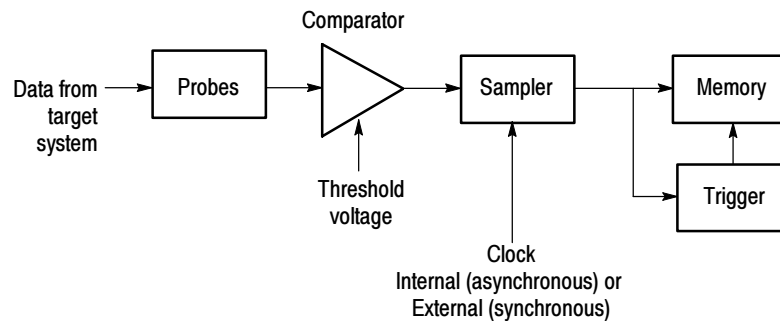 Comparator
Data from
target
system
Probes
Sampler
Memory
Threshold
voltage
Trigger
Clock
Internal (asynchronous) or
External (synchronous)